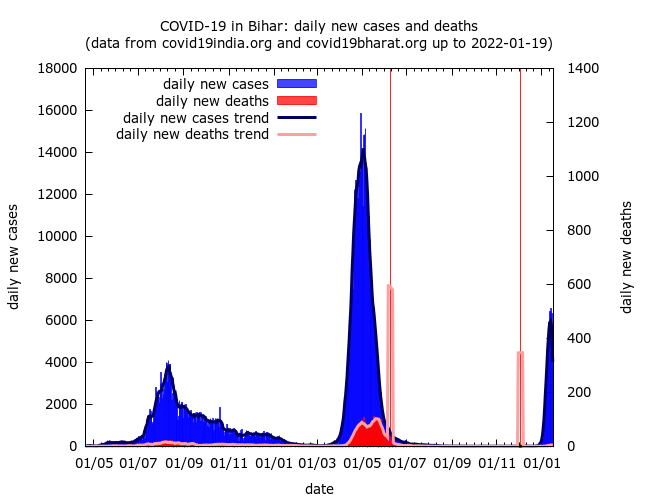 COVID-19 in Bihar: daily new cases and deaths
(data from covid19india.org and covid19bharat.org up to 2022-01-19)
daily new cases
daily new deaths
daily new cases trend
daily new deaths trend
18000
16000
14000
12000
10000
8000
6000
4000
2000
0
daily new cases
1400
1200
1000
800
600
400
200
0
daily new deaths
01/05 01/07 01/09 01/11 01/01 01/03 01/05 01/07 01/09 01/11 01/01
date